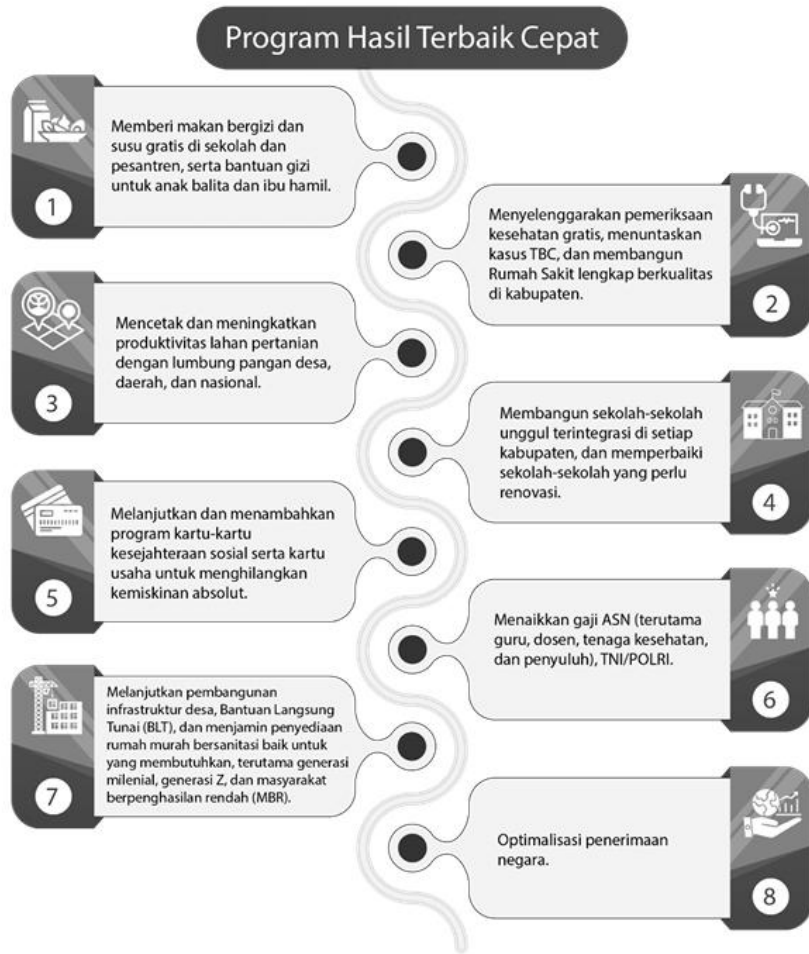 Program Hasil Terbaik Cepat
Memberi makan bergizi dan
susu gratis di sekolah dan
pesantren, serta bantuan gizi
untuk anak balita dan ibu hamil.
1
Menyelenggarakan pemeriksaan
kesehatan gratis, menuntaskan
kasus TBC, dan membangun
Rumah Sakit lengkap berkualitas
di kabupaten.
2
Mencetak dan meningkatkan
produktivitas lahan pertanian
dengan lumbung pangan desa,
daerah, dan nasional.
3
Membangun sekolah-sekolah
unggul terintegrasi di setiap
kabupaten, dan memperbaiki
sekolah-sekolah yang perlu
renovasi.
4
Melanjutkan dan menambahkan
program kartu-kartu
kesejahteraan sosial serta kartu
usaha untuk menghilangkan
kemiskinan absolut.
5
Menaikkan gaji ASN (terutama
guru, dosen, tenaga kesehatan,
dan penyuluh), TNI/POLRI.
6
Melanjutkan pembangunan
infrastruktur desa, Bantuan Langsung
Tunai (BLT), dan menjamin penyediaan
rumah murah bersanitasi baik untuk
yang membutuhkan, terutama generasi
milenial, generasi Z, dan masyarakat
berpenghasilan rendah (MBR).
7
Optimalisasi penerimaan
negara.
8